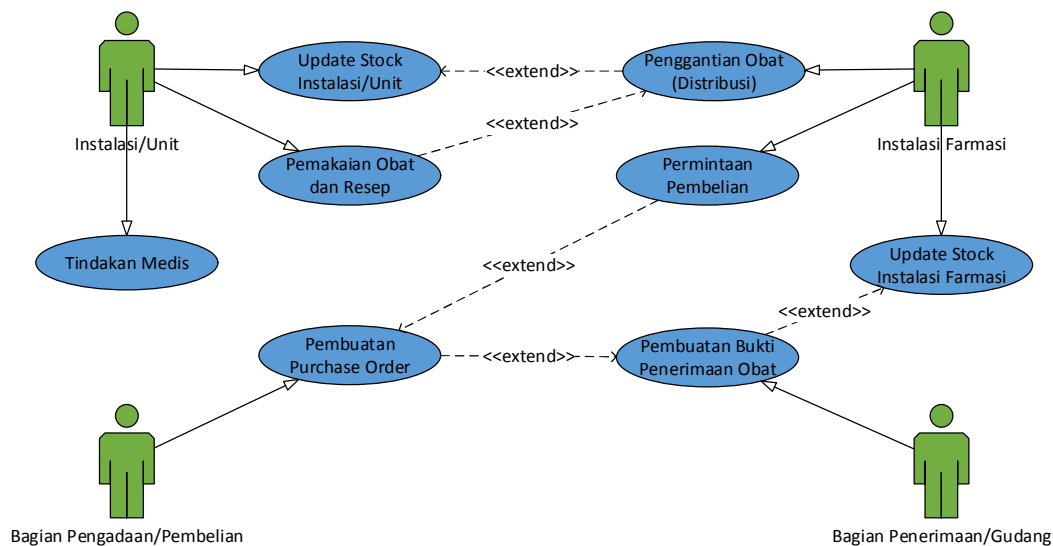 Update Stock
Instalasi/Unit
<<extend>>
Penggantian Obat
(Distribusi)
<<extend>>
Instalasi/Unit
Instalasi Farmasi
Pemakaian Obat
dan Resep
Permintaan
Pembelian
Tindakan Medis
<<extend>>
Update Stock
Instalasi Farmasi
<<extend>>
Pembuatan
Purchase Order
<<extend>>
Pembuatan Bukti
Penerimaan Obat
Bagian Pengadaan/Pembelian
Bagian Penerimaan/Gudang